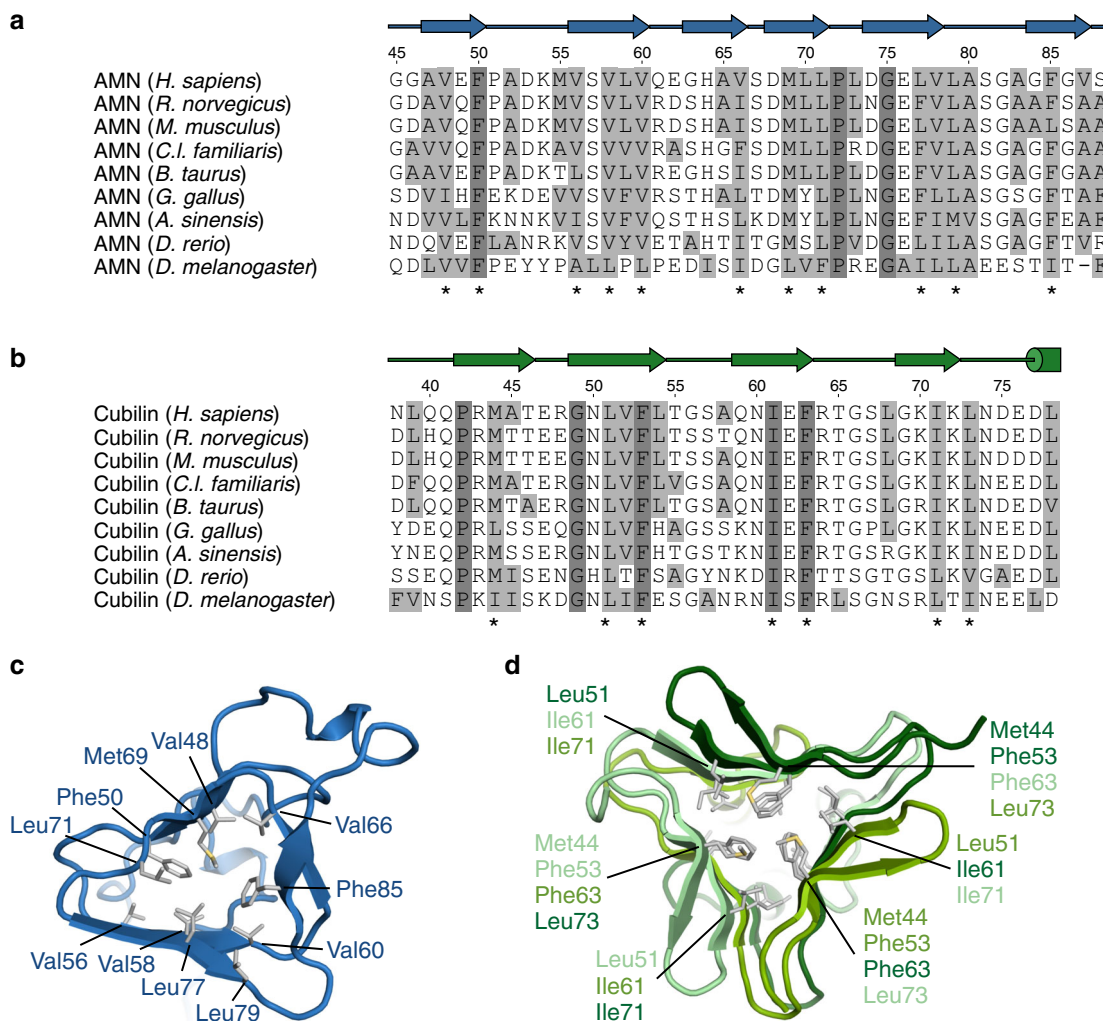 a
45 50 55 60 65 70 75 80 85
AMN (H. sapiens) GGAVEFPADKMVSVLVQEGHAVSDMLLPLDGELVLASGAGFGVS
AMN (R. norvegicus) GDAVQFPADKMVSVLVRDSHAISDMLLPLNGEFVLASGAAFSAA
AMN (M. musculus) GDAVQFPADKMVSVLVRDSHAISDMLLPLDGELVLASGAALSAA
AMN (C.l. familiaris) GAVVQFPADKAVSVVVRASHGFSDMLLPRDGEFVLASGAGFGAA
AMN (B. taurus) GAAVEFPADKTLSVLVREGHSISDMLLPLDGELVLASGAGFGAA
AMN (G. gallus) SDVIHFEKDEVVSVFVRSTHALTDMYLPLNGEFLLASGSGFTAF
AMN (A. sinensis) NDVVLFKNNKVISVFVQSTHSLKDMYLPLNGEFIMVSGAGFEAF
AMN (D. rerio) NDQVEFLANRKVSVYVETAHTITGMSLPVDGELILASGAGFTVR
AMN (D. melanogaster) QDLVVFPEYYPALLPLPEDISIDGLVFPREGAILLAEESTIT-F
* * * * * * * * * * *
b
40 45 50 55 60 65 70 75
Cubilin (H. sapiens) NLQQPRMATERGNLVFLTGSAQNIEFRTGSLGKIKLNDEDL
Cubilin (R. norvegicus) DLHQPRMTTEEGNLVFLTSSTQNIEFRTGSLGKIKLNDEDL
Cubilin (M. musculus) DLHQPRMTTEEGNLVFLTSSAQNIEFRTGSLGKIKLNDDDL
Cubilin (C.l. familiaris) DFQQPRMATERGNLVFLVGSAQNIEFRTGSLGKIKLNEEDL
Cubilin (B. taurus) DLQQPRMTAERGNLVFLTGSAQNIEFRTGSLGKIKLNDEDV
Cubilin (G. gallus) YDEQPRLSSEQGNLVFHAGSSKNIEFRTGPLGKIKLNEEDL
Cubilin (A. sinensis) YNEQPRMSSERGNLVFHTGSTKNIEFRTGSRGKIKINEDDL
Cubilin (D. rerio) SSEQPRMISENGHLTFSAGYNKDIRFTTSGTGSLKVGAEDL
Cubilin (D. melanogaster) FVNSPKIISKDGNLIFESGANRNISFRLSGNSRLTINEELD
* * * * * * *
c
Val48
Met69
Phe50
Leu71
Val66
Phe85
Val56
Val58
Val60
Leu77
Leu79
d
Leu51
Ile61
Ile71
Met44
Phe53
Phe63
Leu73
Met44
Phe53
Phe63
Leu73
Leu51
Ile61
Ile71
Leu51
Ile61
Ile71
Met44
Phe53
Phe63
Leu73